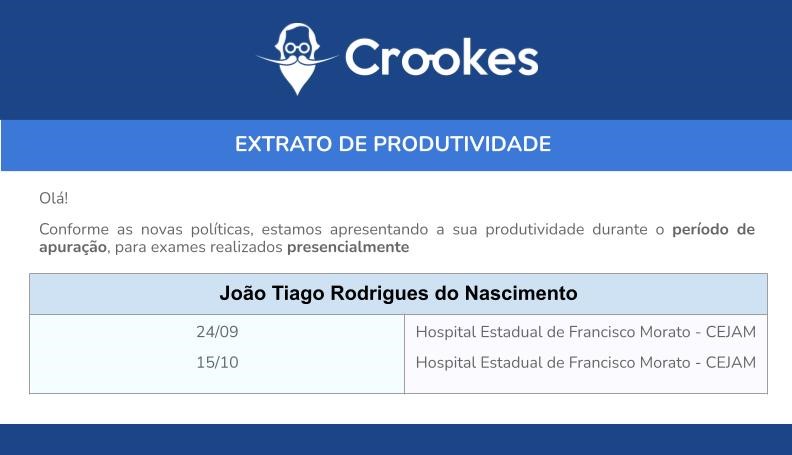 Crookes
EXTRATO DE PRODUTIVIDADE
Olá!
Conforme as novas políticas, estamos apresentando a sua produtividade durante o período de
apuração, para exames realizados presencialmente
João Tiago Rodrigues do Nascimento
24/09 Hospital Estadual de Francisco Morato - CEJAM
15/10 Hospital Estadual de Francisco Morato - CEJAM